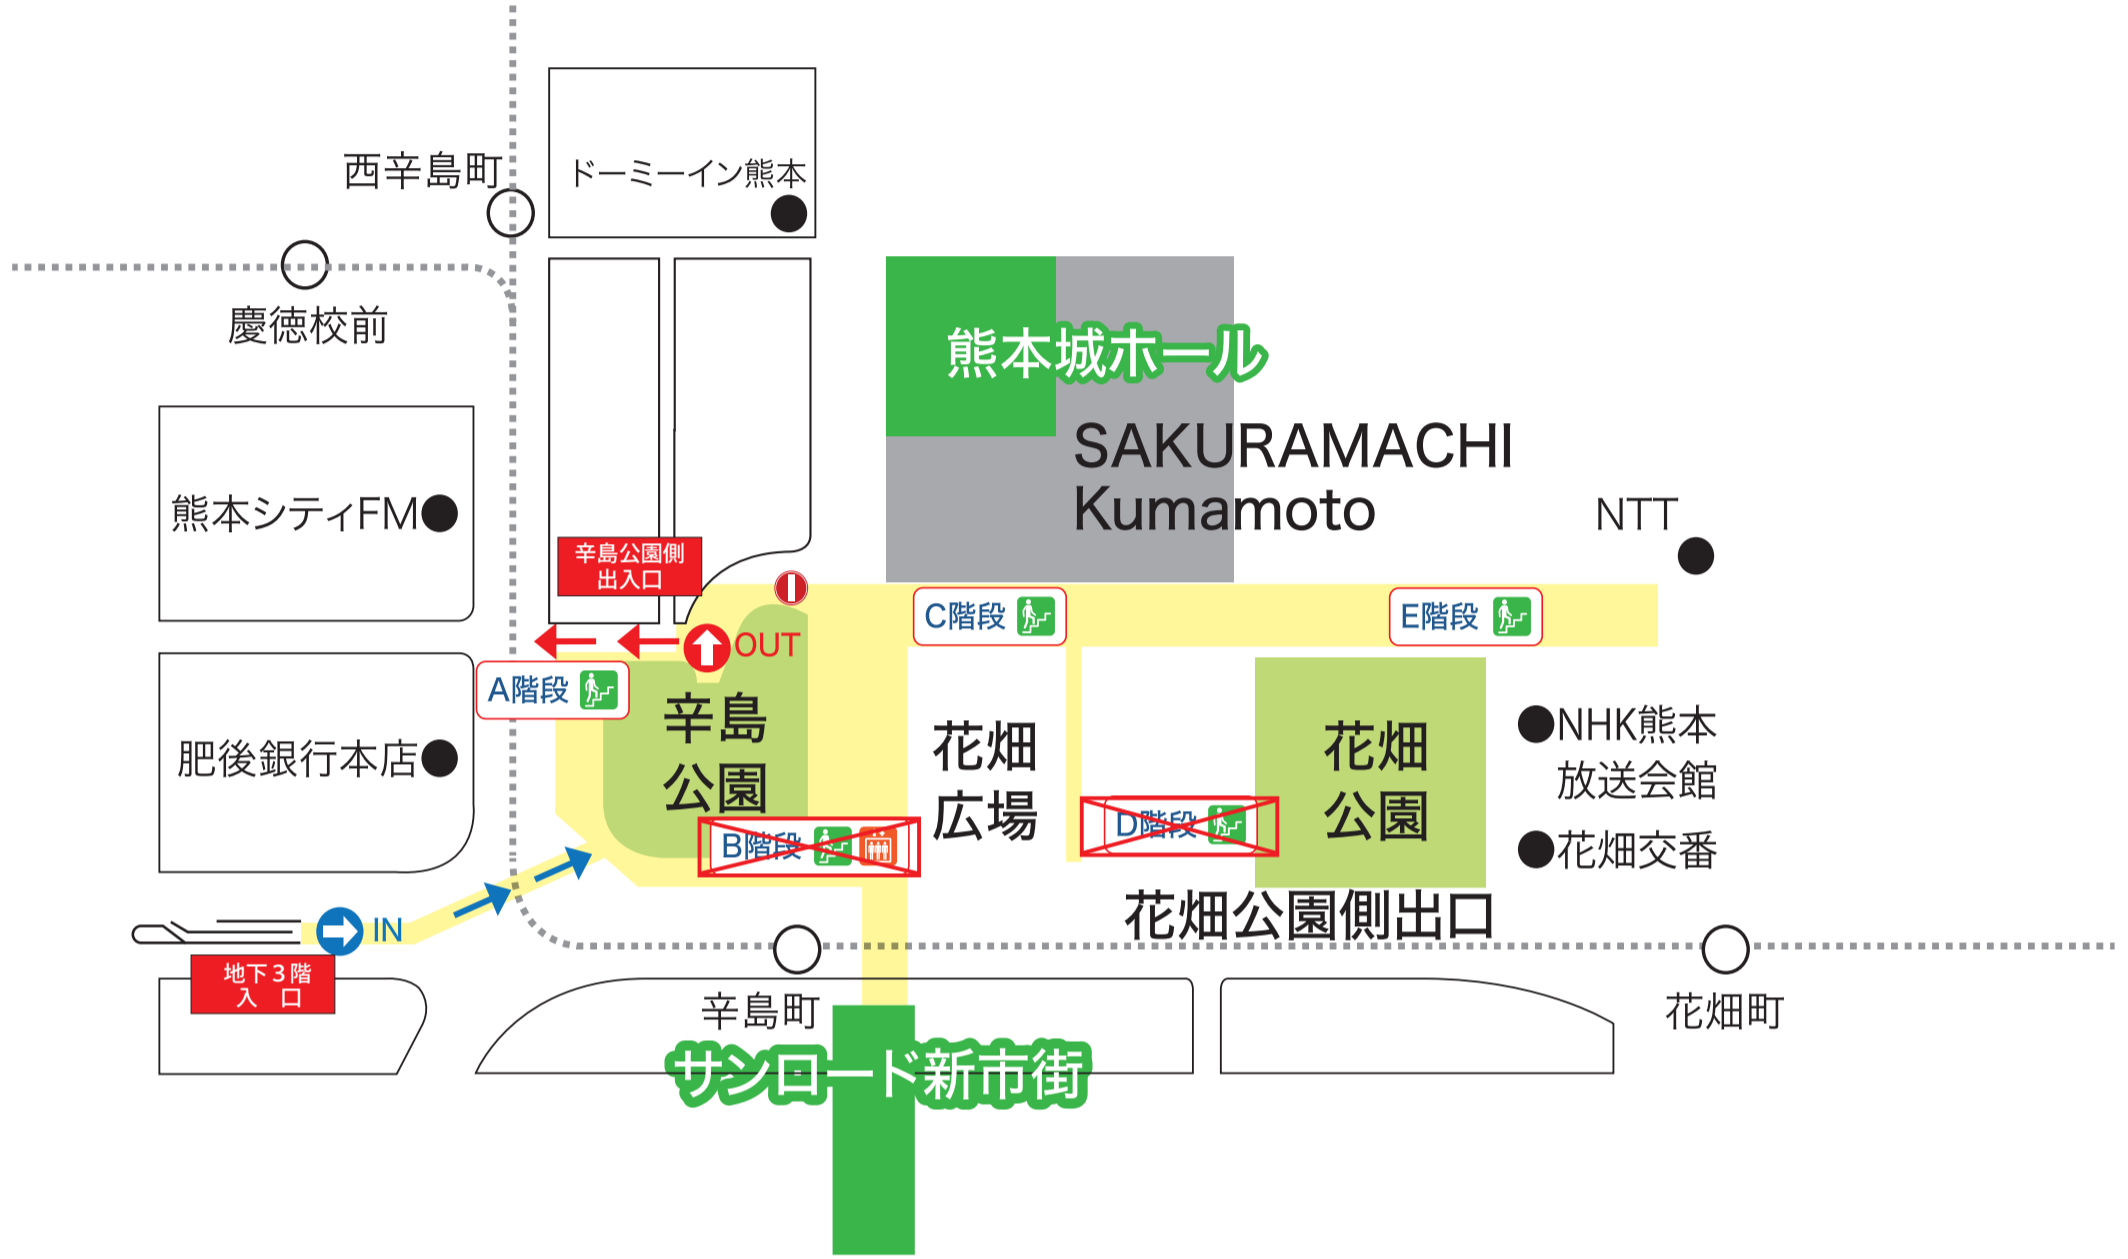 西辛島町
ドーミーイン熊本
慶徳校前
熊本城ホール
SAKURAMACHI
Kumamoto
熊本シティFM
NTT
辛島公園側
出入口
C階段
E階段
OUT
A階段
辛島
公園
花畑
広場
花畑
公園
NHK熊本
放送会館
肥後銀行本店
B階段
D階段
花畑交番
花畑公園側出口
IN
地下3階
入 口
辛島町
花畑町
サンロード新市街